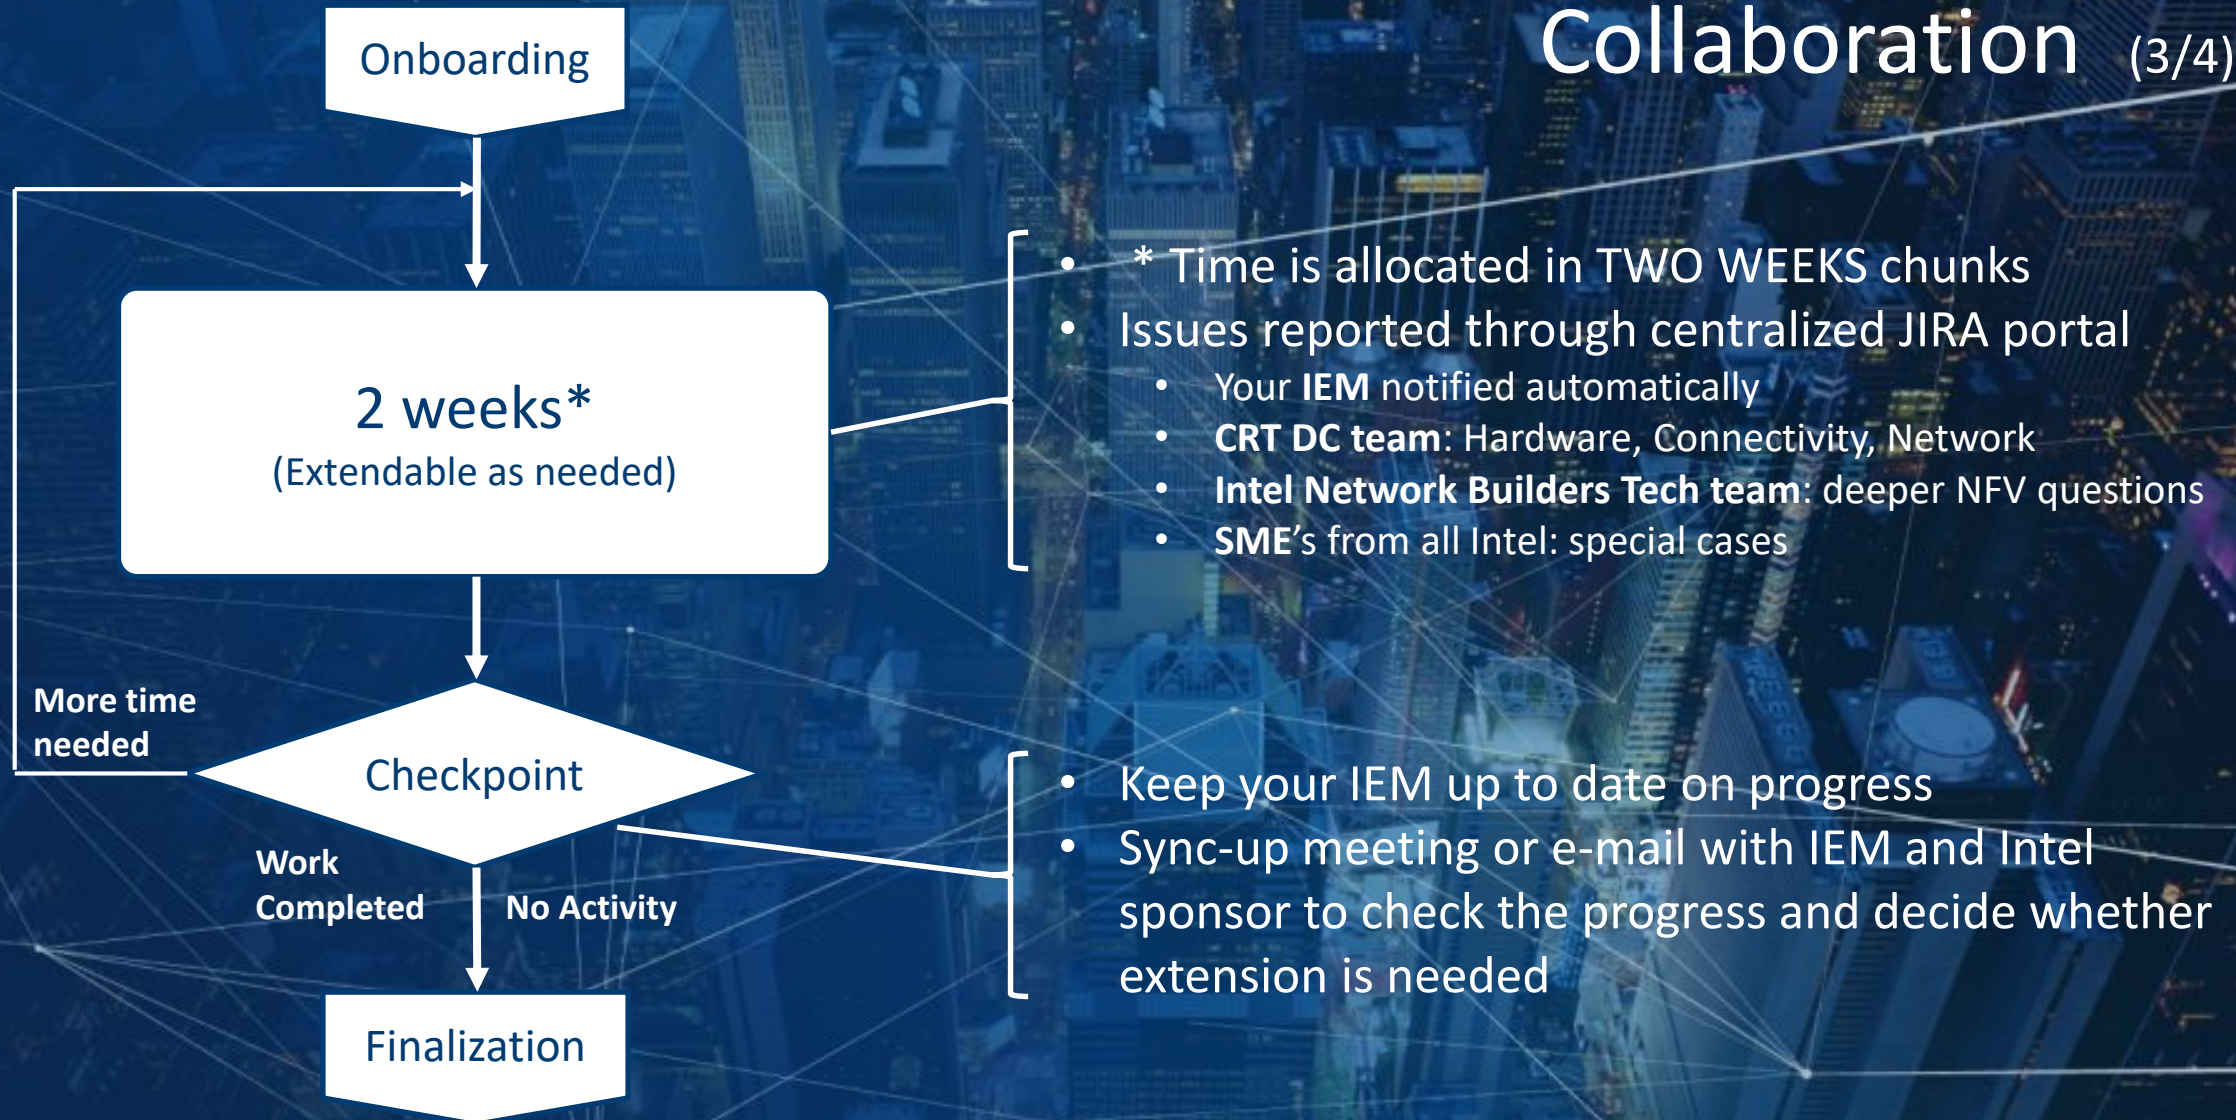 Collaboration (3/4)
Onboarding
2 weeks*
(Extendable as needed)
• * Time is allocated in TWO WEEKS chunks
• Issues reported through centralized JIRA portal
• Your IEM notified automatically
• CRT DC team: Hardware, Connectivity, Network
• Intel Network Builders Tech team: deeper NFV questions
• SME’s from all Intel: special cases
More time
needed
Checkpoint
• Keep your IEM up to date on progress
• Sync-up meeting or e-mail with IEM and Intel
sponsor to check the progress and decide whether
extension is needed
Work
Completed
No Activity
Finalization